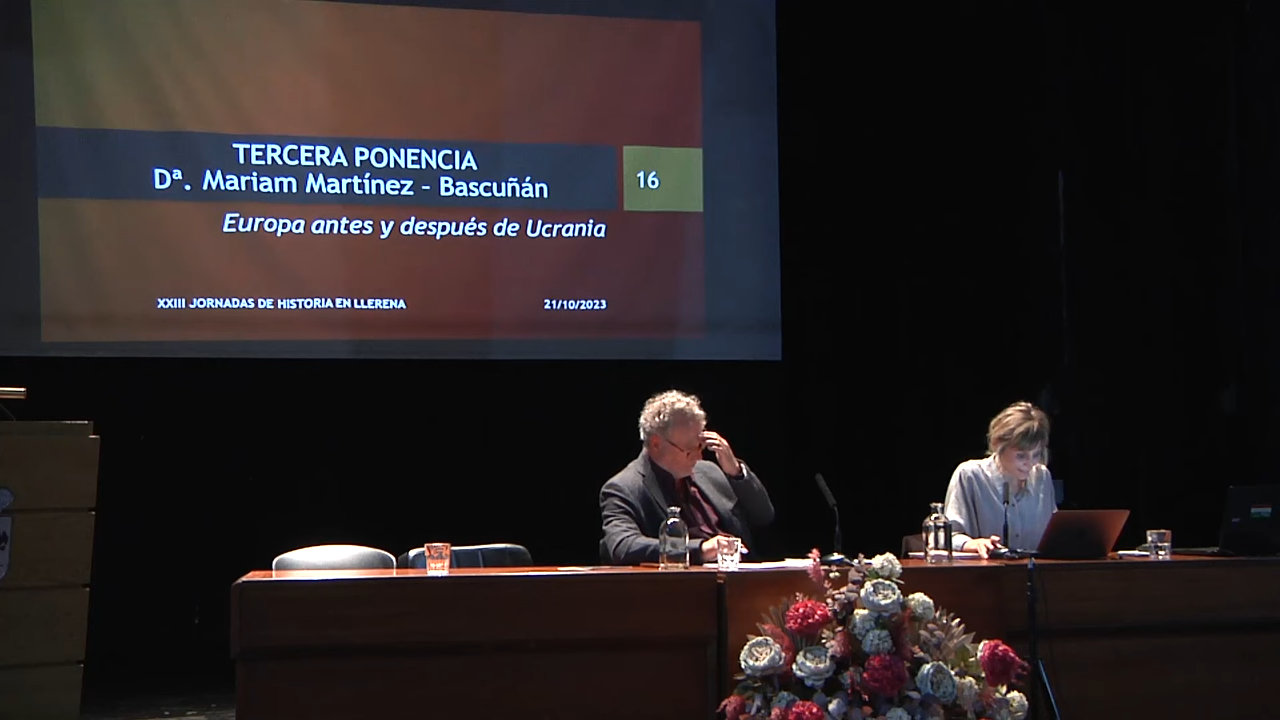 TERCERA PONENCIA
Dª. Mariam Martínez - Bascuñán
16
Europa antes y después de Ucrania
XXIII JORNADAS DE HISTORIA EN LLERENA
21/10/2023